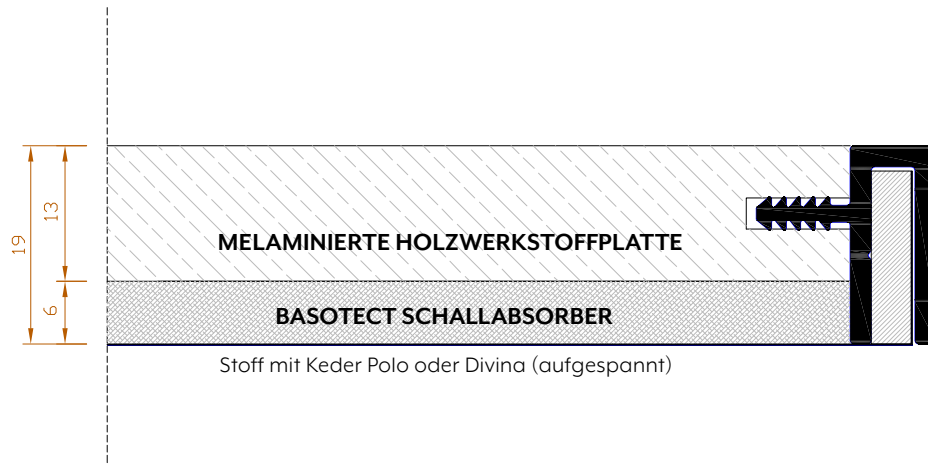 19
13
6
MELAMINIERTE HOLZWERKSTOFFPLATTE
BASOTECT SCHALLABSORBER
Stoff mit Keder Polo oder Divina (aufgespannt)